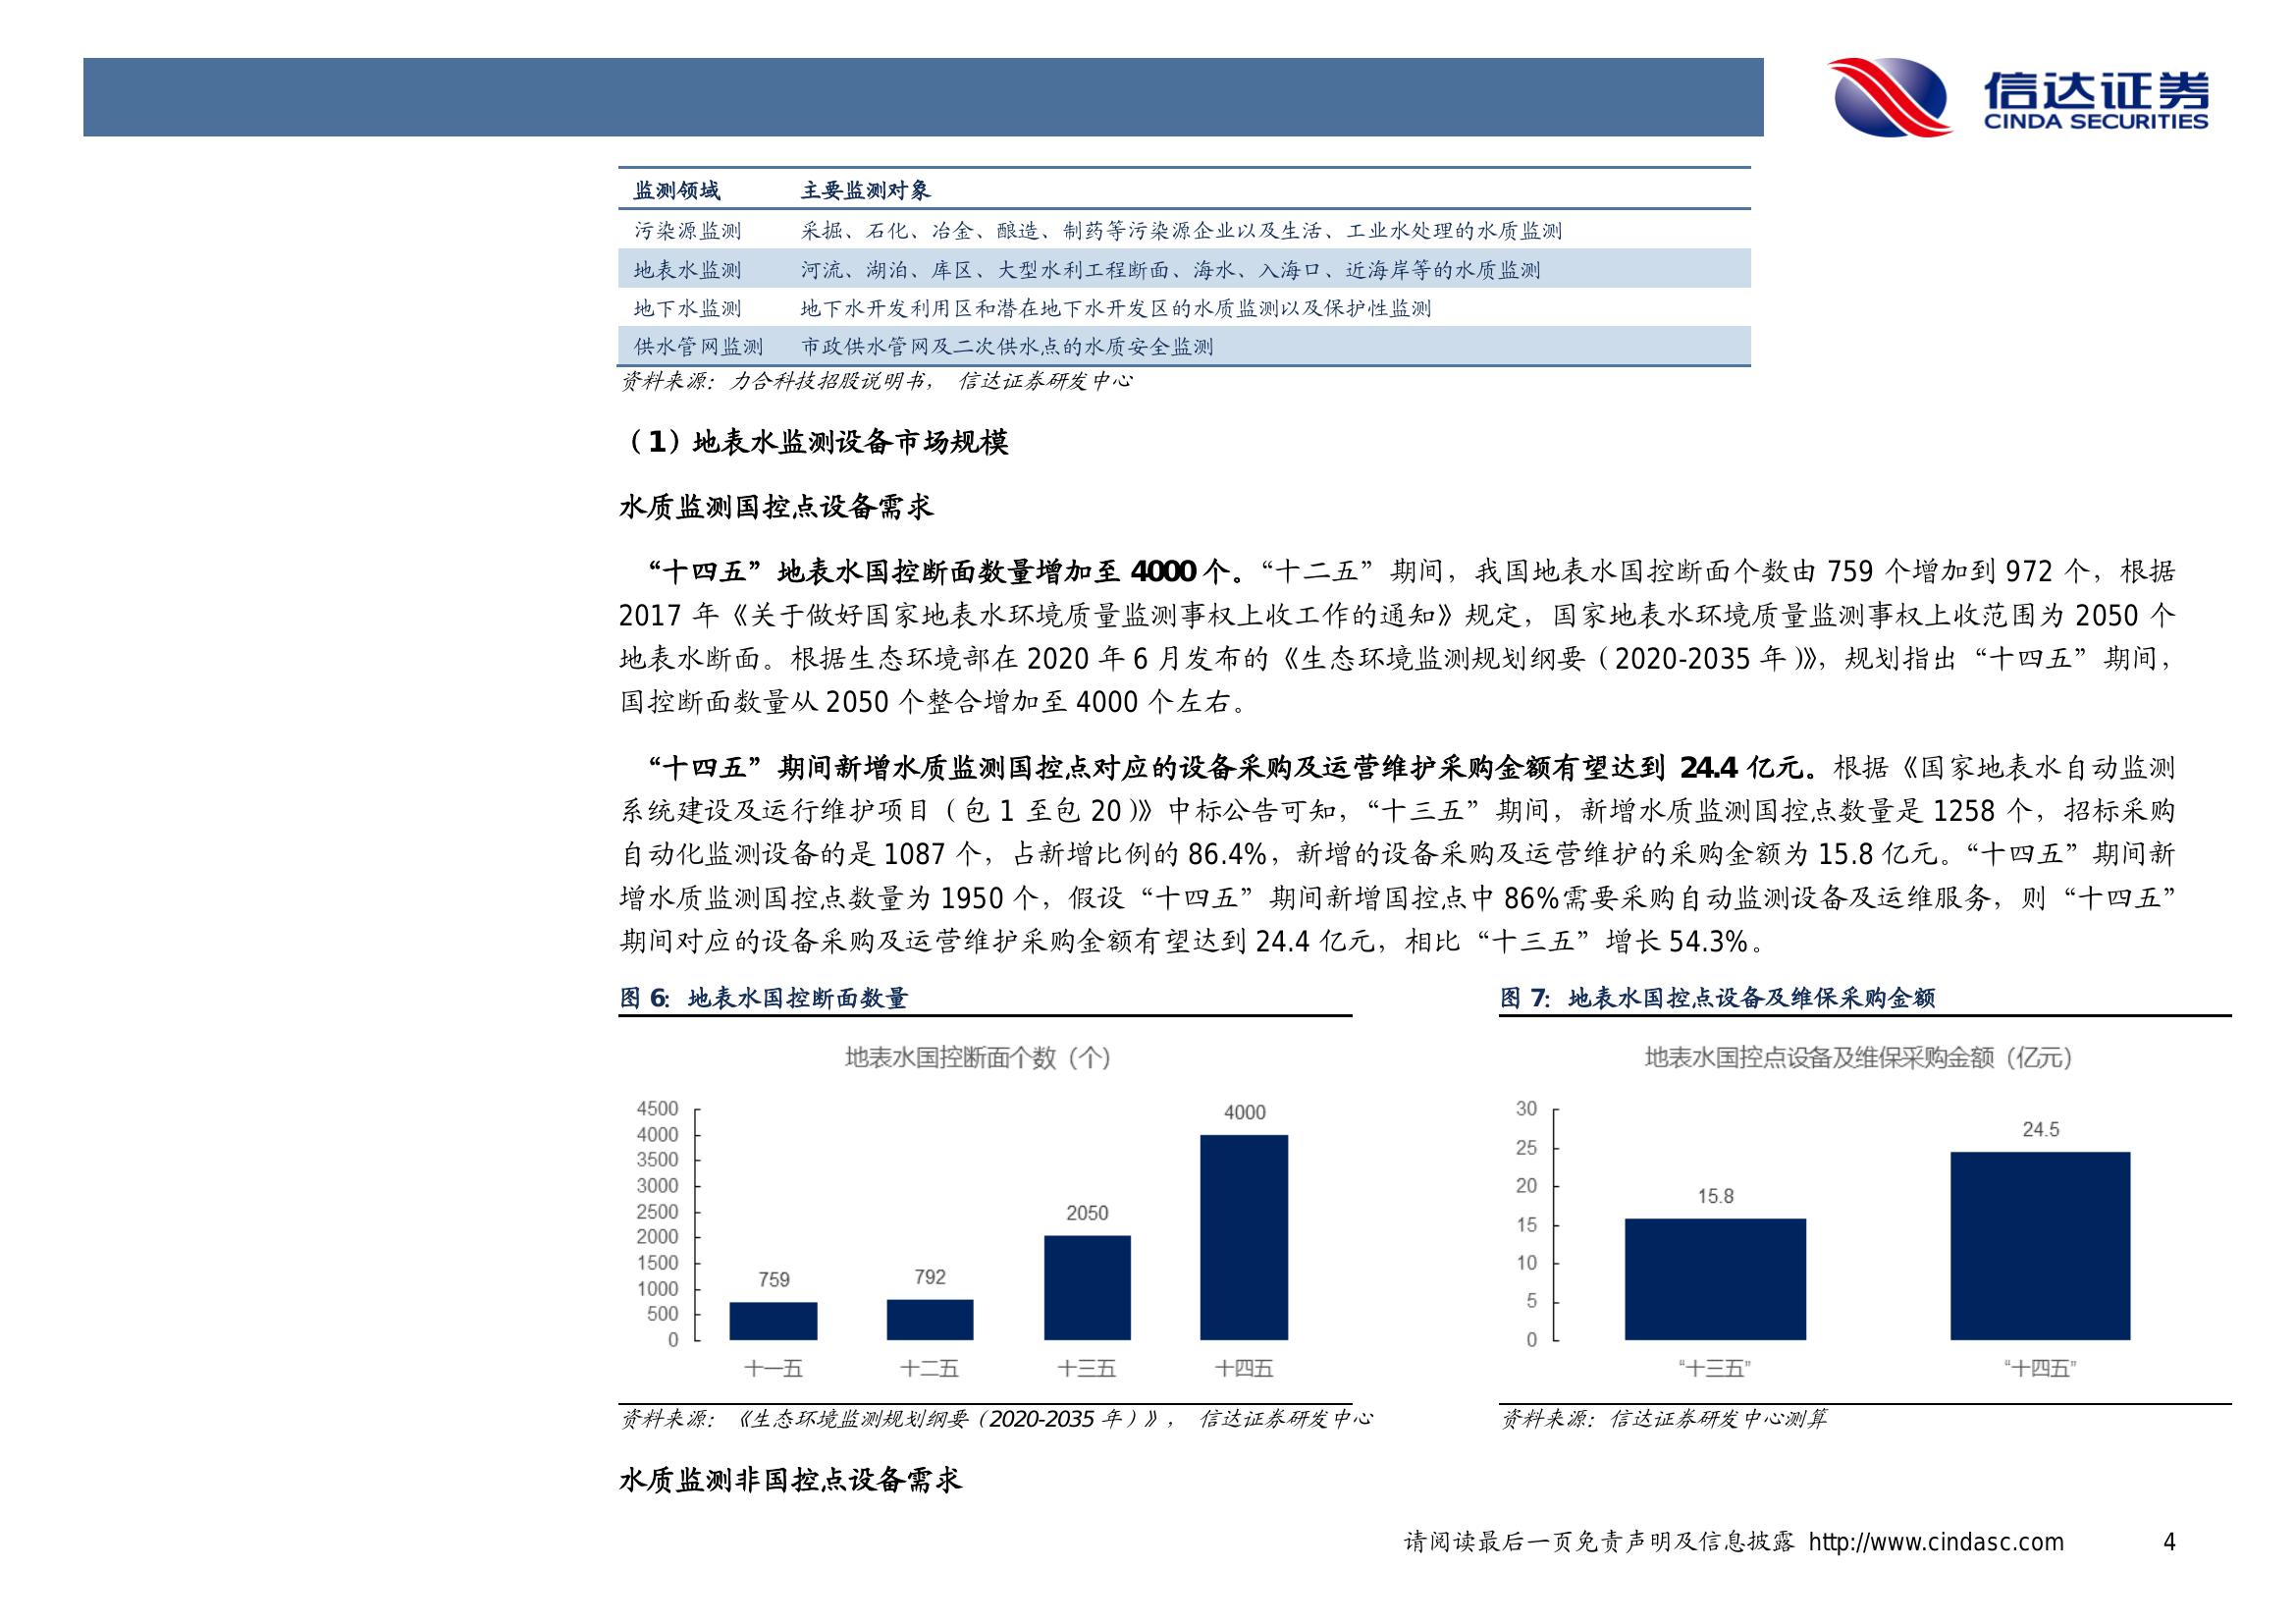 信达证券
CINDA SECURITIES
监测领域 主要监测对象
污染源监测 采掘、石化、冶金、酿造、制药等污染源企业以及生活、工业水处理的水质监测
地表水监测 河流、湖泊、库区、大型水利工程断面、海水、入海口、近海岸等的水质监测
地下水监测 地下水开发利用区和潜在地下水开发区的水质监测以及保护性监测
供水管网监测 市政供水管网及二次供水点的水质安全监测
资料来源：力合科技招股说明书， 信达证券研发中心
（1）地表水监测设备市场规模
水质监测国控点设备需求
“十四五”地表水国控断面数量增加至 4000 个。“十二五”期间，我国地表水国控断面个数由 759 个增加到 972 个，根据
2017 年《关于做好国家地表水环境质量监测事权上收工作的通知》规定，国家地表水环境质量监测事权上收范围为 2050 个
地表水断面。根据生态环境部在 2020 年 6 月发布的《生态环境监测规划纲要（2020-2035 年）》，规划指出“十四五”期间，
国控断面数量从 2050 个整合增加至 4000 个左右。
“十四五”期间新增水质监测国控点对应的设备采购及运营维护采购金额有望达到 24.4 亿元。根据《国家地表水自动监测
系统建设及运行维护项目（包 1 至包 20）》中标公告可知，“十三五”期间，新增水质监测国控点数量是 1258 个，招标采购
自动化监测设备的是 1087 个，占新增比例的 86.4%，新增的设备采购及运营维护的采购金额为 15.8 亿元。“十四五”期间新
增水质监测国控点数量为 1950 个，假设“十四五”期间新增国控点中 86%需要采购自动监测设备及运维服务，则“十四五”
期间对应的设备采购及运营维护采购金额有望达到 24.4 亿元，相比“十三五”增长 54.3%。
图 6：地表水国控断面数量
地表水国控断面个数（个）
4500
4000
3500
3000
2500
2000
1500
1000
500
0
759
792
2050
4000
十一五 十二五 十三五 十四五
资料来源：《生态环境监测规划纲要（2020-2035 年）》， 信达证券研发中心
图 7：地表水国控点设备及维保采购金额
地表水国控点设备及维保采购金额（亿元）
30
25
20
15
10
5
0
15.8
24.5
“十三五” “十四五”
资料来源：信达证券研发中心测算
水质监测非国控点设备需求
请阅读最后一页免责声明及信息披露 http://www.cindasc.com 4